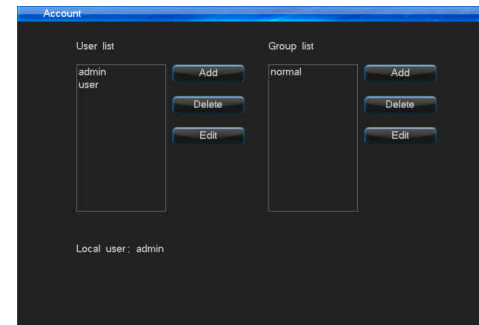 Account
User list
Group list
admin
user
Add
Delete
Edit
normal
Add
Delete
Edit
Local user: admin